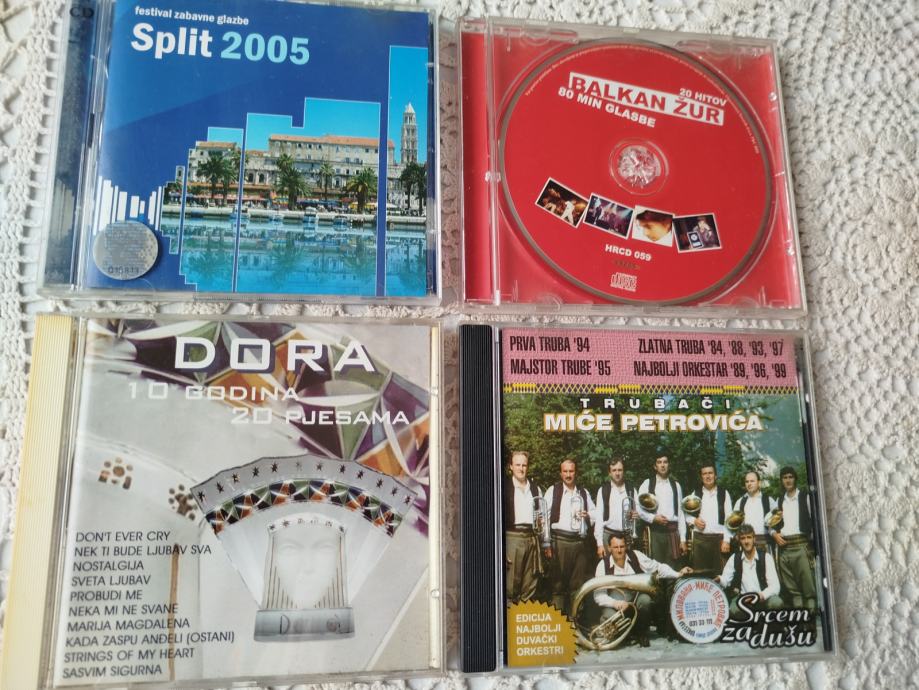 CD
festival zabavne glazbe
Split 2005
010811
20 HITOV
BALKAN ŽUR
80 MIN GLASBE
HRCD 059
DORA
10 GODINA
20 PJESAMA
DON'T EVER CRY
NEK TI BUDE LJUBAV SVA
NOSTALGIJA
SVETA LJUBAV
PROBUDI ME
NEKA MI NE SVANE
MARIJA MAGDALENA
KADA ZASPU ANĐELI (OSTANI)
STRINGS OF MY HEART
SASVIM SIGURNA
Dora
PRVA TRUBA '94 ZLATNA TRUBA '84, '88, '93, '97
MAJSTOR TRUBE '95 NAJBOLJI ORKESTAR '89, '96, '99
TRUBAČI
MIĆE PETROVIĆA
EDICIJA
NAJBOLJI
DUVAČKI
ORKESTRI
Srcem
za dušu